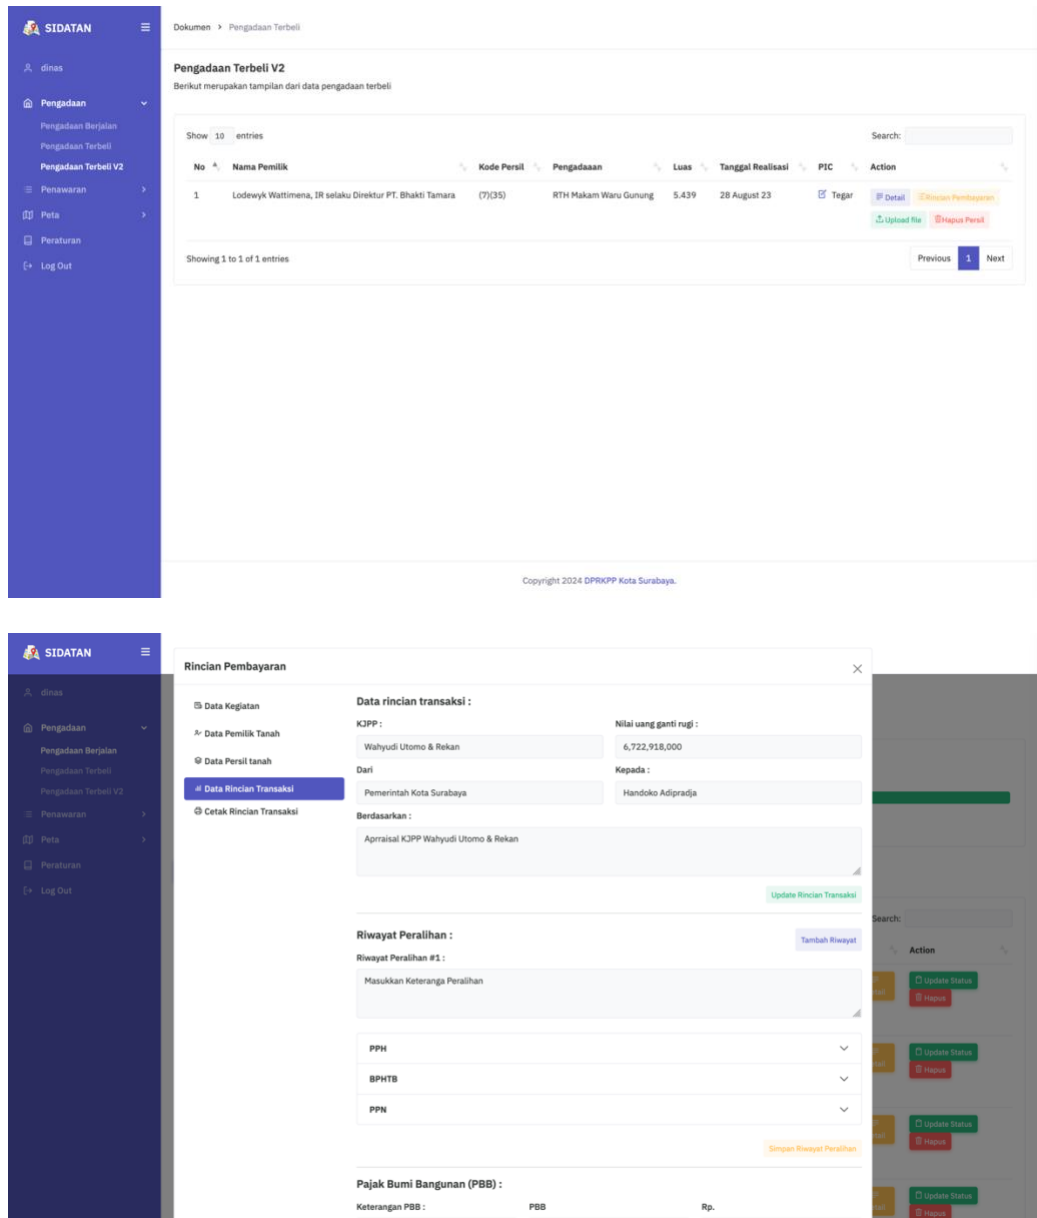 SIDATAN
Dokumen > Pengadaan Terbeli
dinas
Pengadaan
Pengadaan Berjalan
Pengadaan Terbeli
Pengadaan Terbeli V2
Penawaran
Peta
Peraturan
Log Out
Pengadaan Terbeli V2
Berikut merupakan tampilan dari data pengadaan terbeli
Show 10 entries
Search:
No Nama Pemilik Kode Persil Pengadaaan Luas Tanggal Realisasi PIC Action
1 Lodewyk Wattimena, IR selaku Direktur PT. Bhakti Tamara (7)(35) RTH Makam Waru Gunung 5.439 28 August 23 Tegar Detail Rincian Pembayaran
Upload file Hapus Persil
Showing 1 to 1 of 1 entries
Previous 1 Next
Copyright 2024 DPRKPP Kota Surabaya.
SIDATAN
dinas
Pengadaan
Pengadaan Berjalan
Pengadaan Terbeli
Pengadaan Terbeli V2
Penawaran
Peta
Peraturan
Log Out
Rincian Pembayaran
Data Kegiatan
Data Pemilik Tanah
Data Persil tanah
Data Rincian Transaksi
Cetak Rincian Transaksi
Data rincian transaksi :
KJPP : Nilai uang ganti rugi :
Wahyudi Utomo & Rekan 6,722,918,000
Dari Kepada :
Pemerintah Kota Surabaya Handoko Adipradja
Berdasarkan :
Aprraisal KJPP Wahyudi Utomo & Rekan
Update Rincian Transaksi
Riwayat Peralihan :
Tambah Riwayat
Riwayat Peralihan #1 :
Masukkan Keteranga Peralihan
PPH
BPHTB
PPN
Simpan Riwayat Peralihan
Pajak Bumi Bangunan (PBB) :
Keterangan PBB : PBB Rp.
Search:
Action
Update Status
Hapus
Update Status
Hapus
Update Status
Hapus
Update Status
Hapus